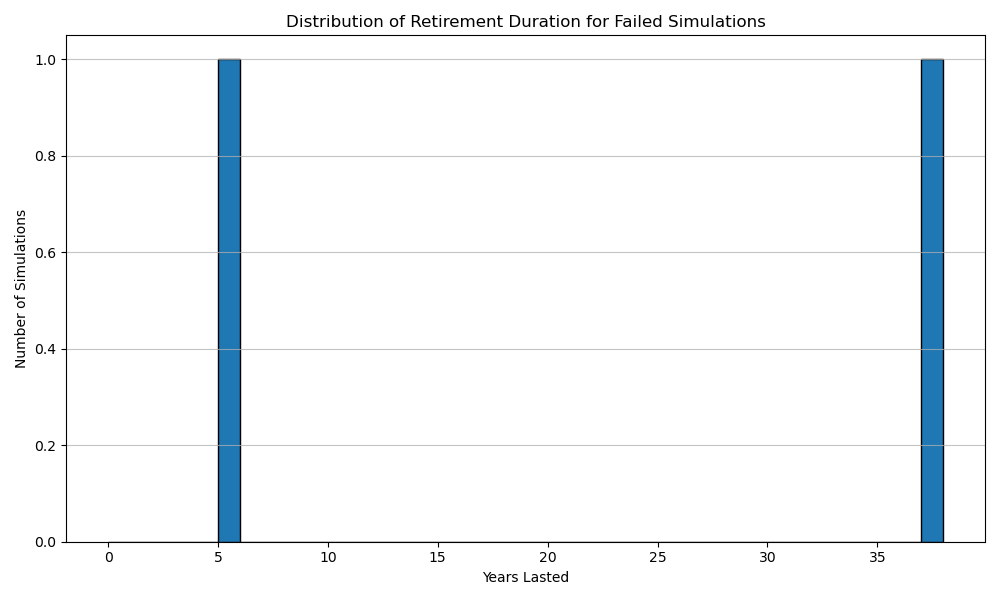 Distribution of Retirement Duration for Failed Simulations
1.0
0.8
0.6
0.4
0.2
0.0
Number of Simulations
0 5 10 15 20 25 30 35
Years Lasted